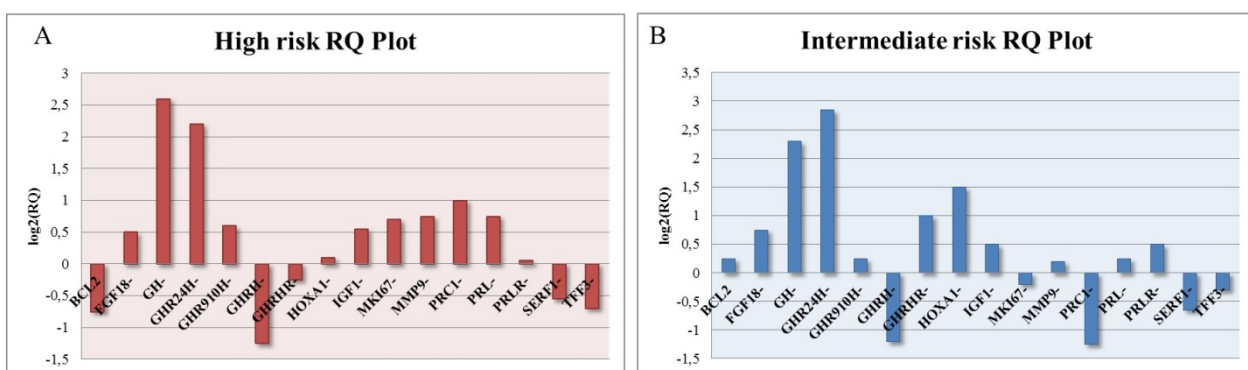 A
High risk RQ Plot
3
2,5
2
1,5
1
0,5
0
-0,5
-1
-1,5
log2(RQ)
BCL2
FGF18-
GH-
GHR24H-
GHR910H-
GHRH-
GHRHR-
HOXA1-
IGF1-
MKI67-
MMP9-
PRC1-
PRL-
PRLR-
SERF1-
TFF3-
B
Intermediate risk RQ Plot
3,5
3
2,5
2
1,5
1
0,5
0
-0,5
-1
-1,5
log2(RQ)
BCL2
FGF18-
GH-
GHR24H-
GHR910H-
GHRH-
GHRHR-
HOXA1-
IGF1-
MKI67-
MMP9-
PRC1-
PRL-
PRLR-
SERF1-
TFF3-